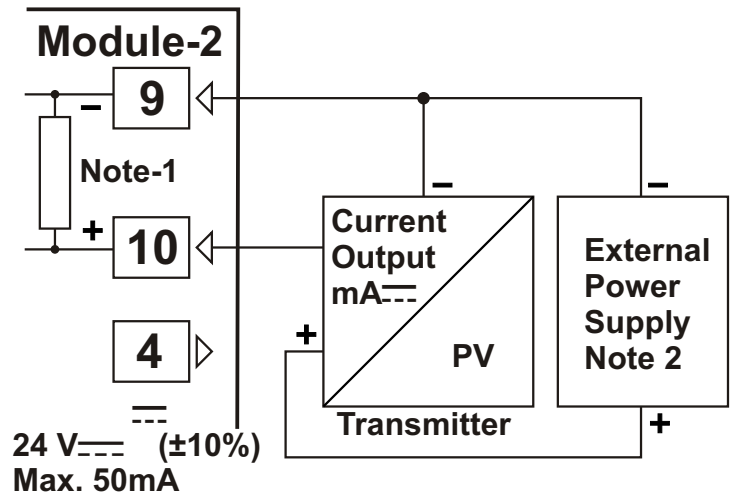 Module-2
9
−
Note-1
+
10
4
24 V⎓ (±10%)
Max. 50mA
−
Current
Output
mA⎓
+
PV
Transmitter
−
External
Power
Supply
Note 2
+